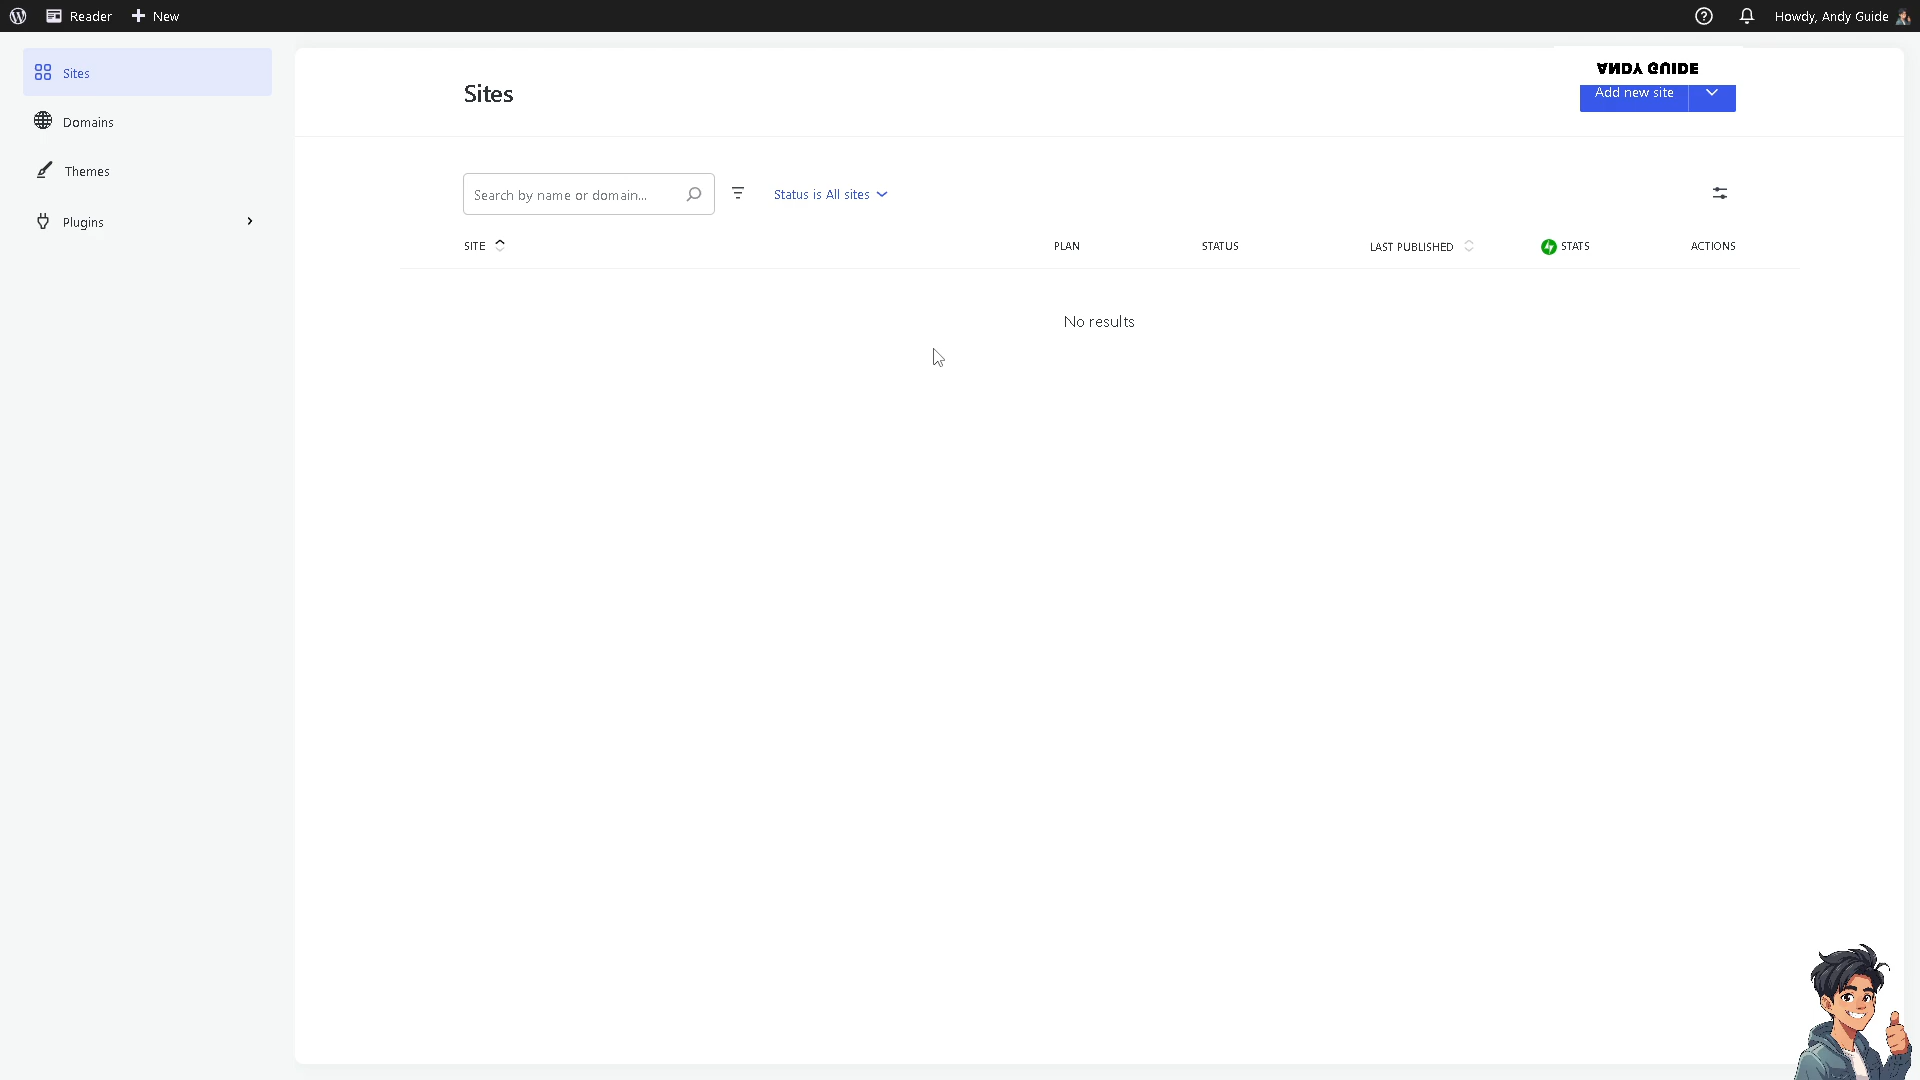 Reader
New
Howdy, Andy Guide
Sites
Domains
Themes
Plugins
Sites
ANDY GUIDE
Add new site
Search by name or domain...
Status is All sites
SITE
PLAN
STATUS
LAST PUBLISHED
STATS
ACTIONS
No results